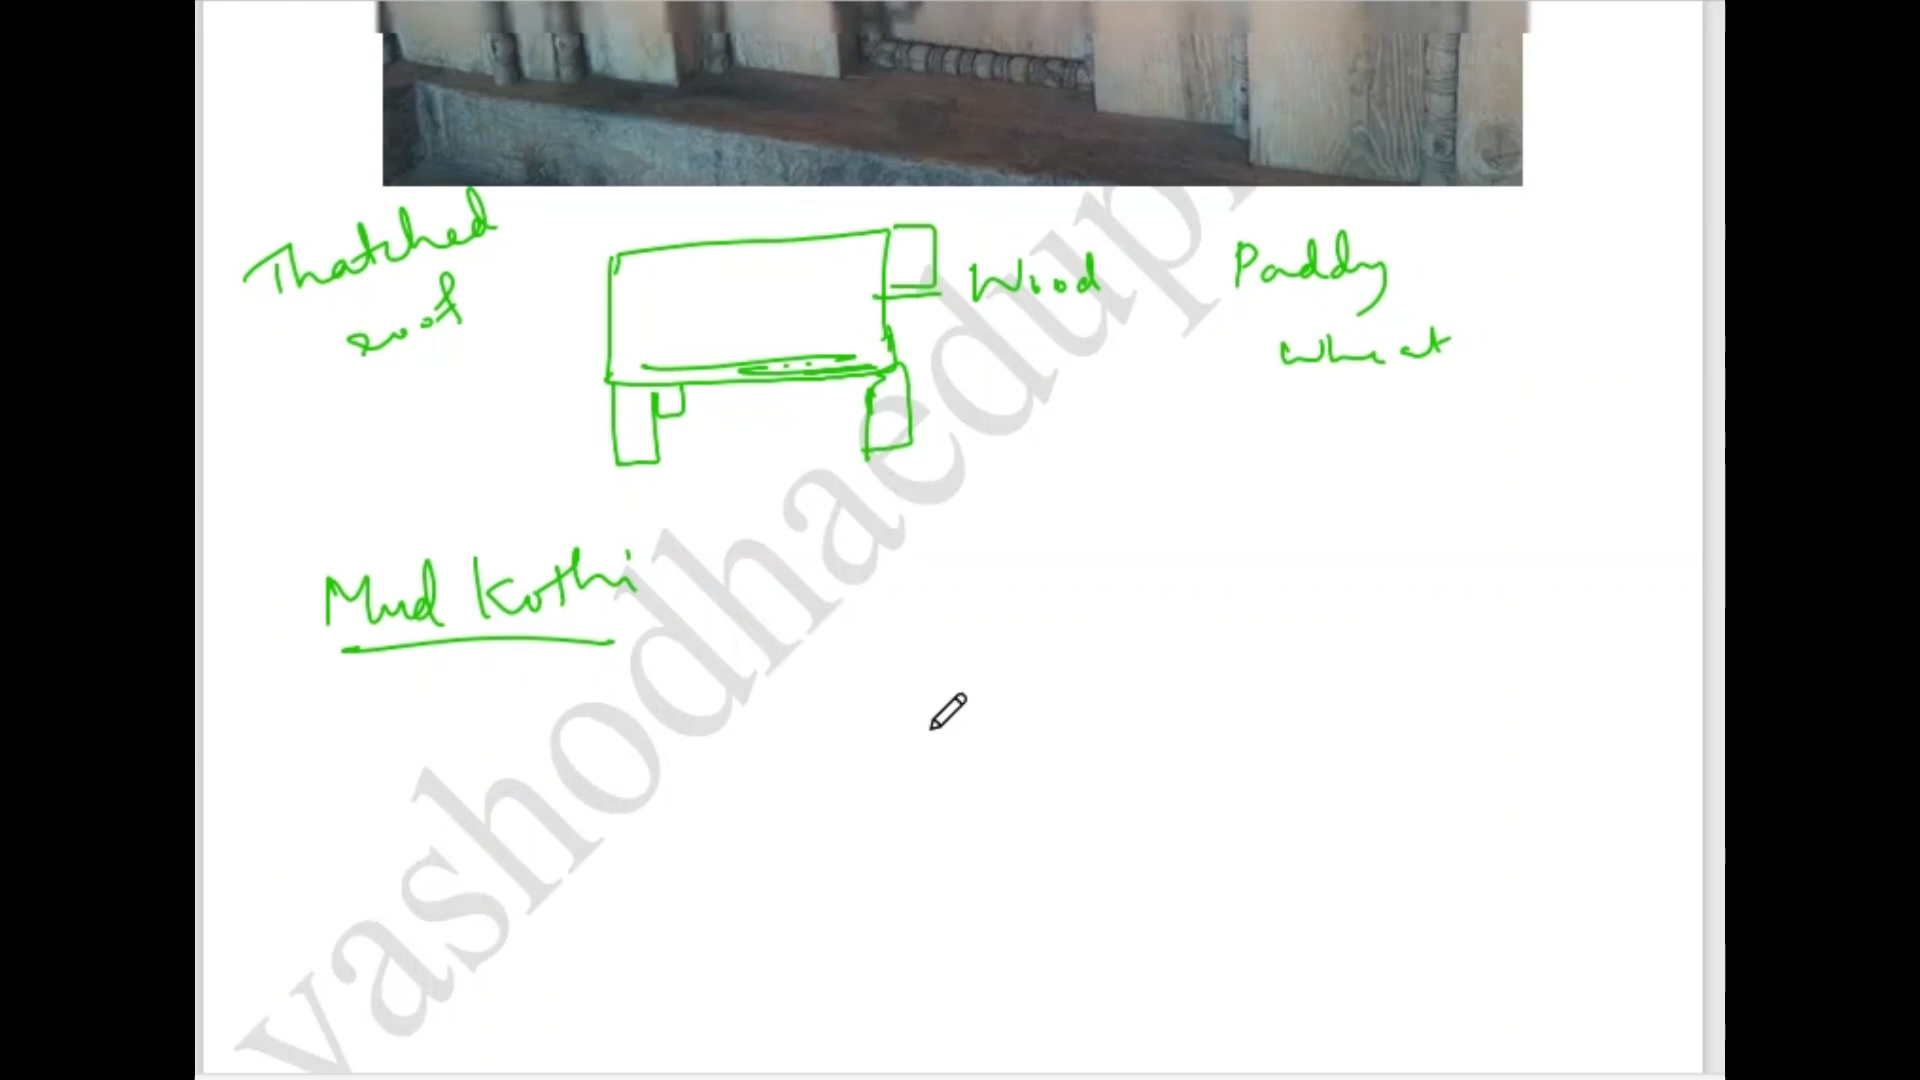 Thatched
roof
Wood
Paddy
wheat
Mud Kothi
yashodhaedup